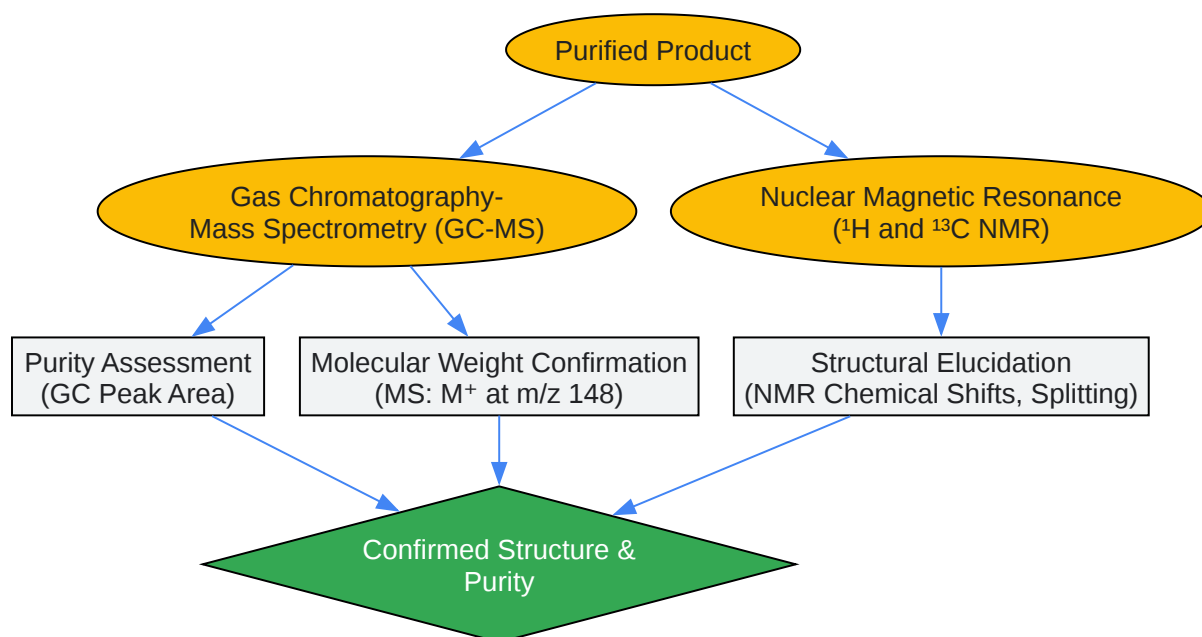 Purified Product
Gas Chromatography-
Mass Spectrometry (GC-MS)
Nuclear Magnetic Resonance
(¹H and ¹³C NMR)
Purity Assessment
(GC Peak Area)
Molecular Weight Confirmation
(MS: M⁺ at m/z 148)
Structural Elucidation
(NMR Chemical Shifts, Splitting)
Confirmed Structure &
Purity